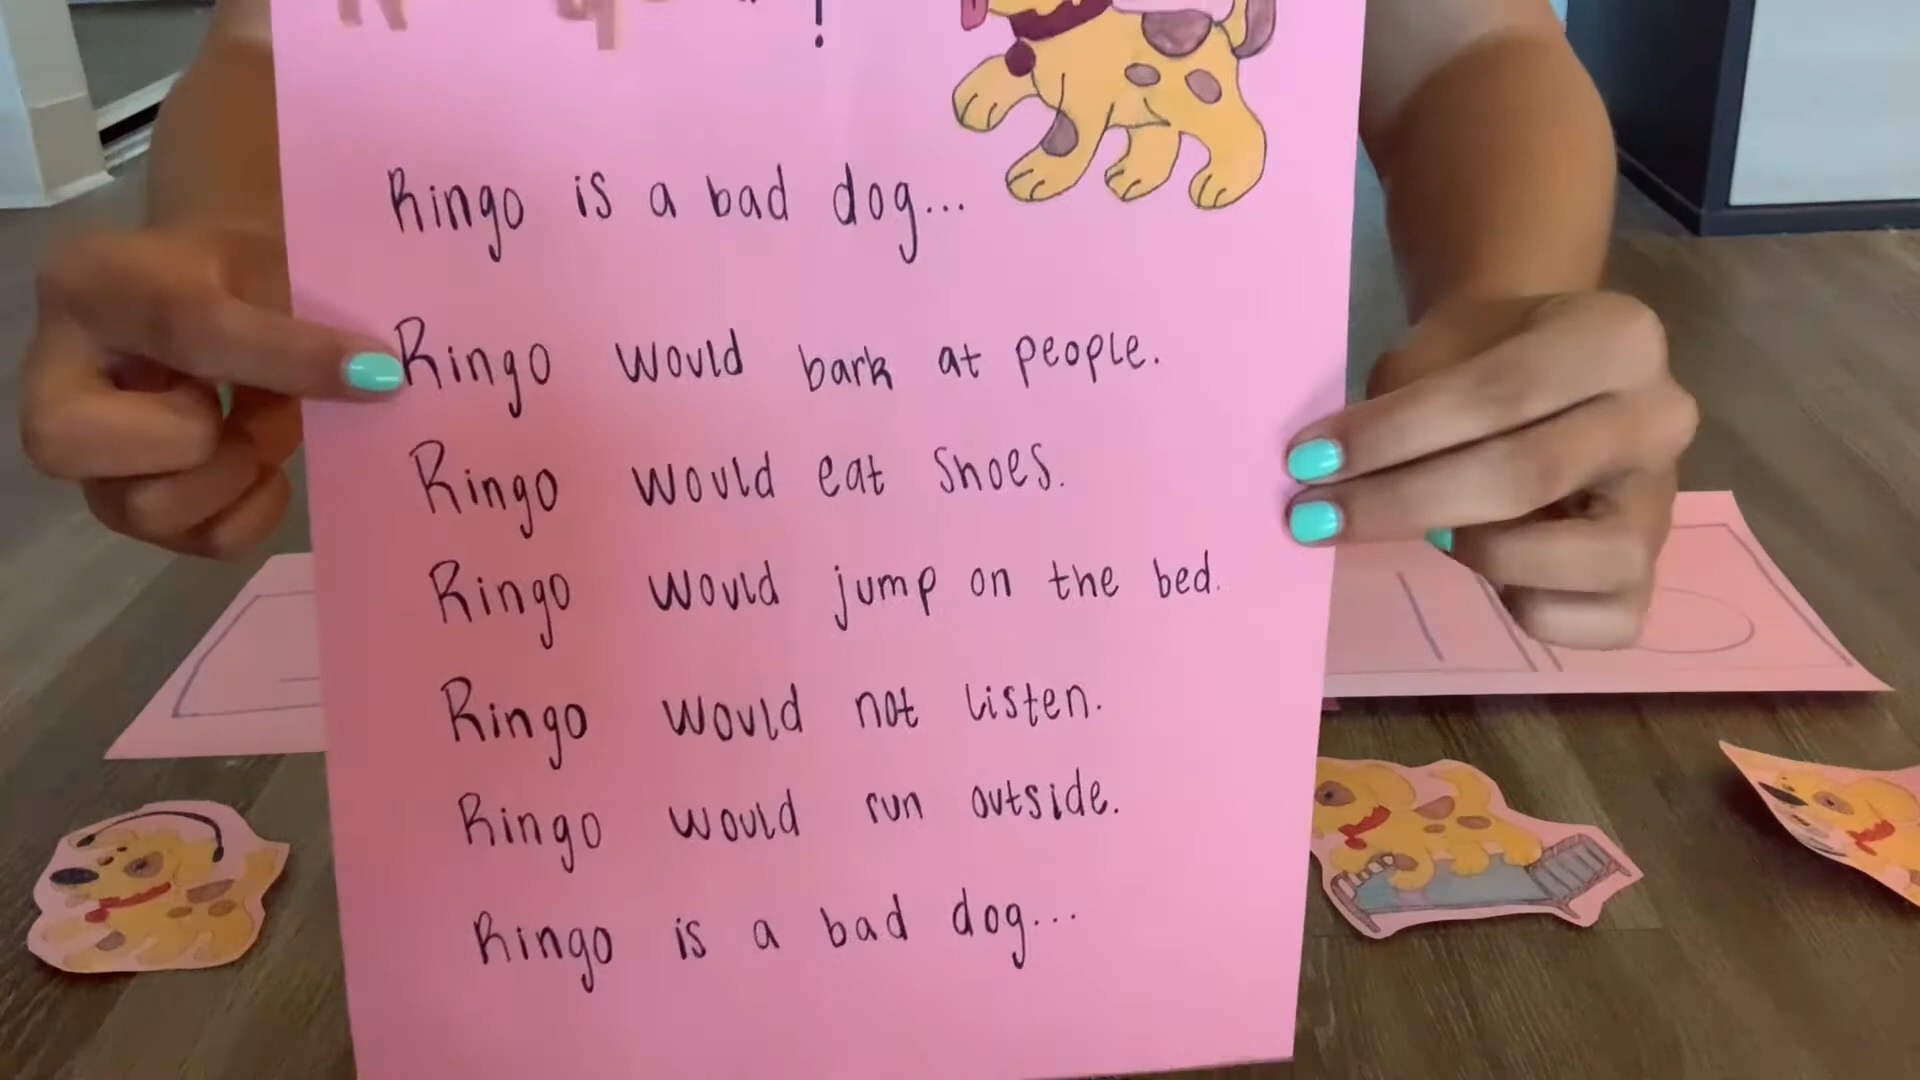 Ringo is a bad dog...
Ringo would bark at people.
Ringo would eat shoes.
Ringo would jump on the bed.
Ringo would not listen.
Ringo would run outside.
Ringo is a bad dog...